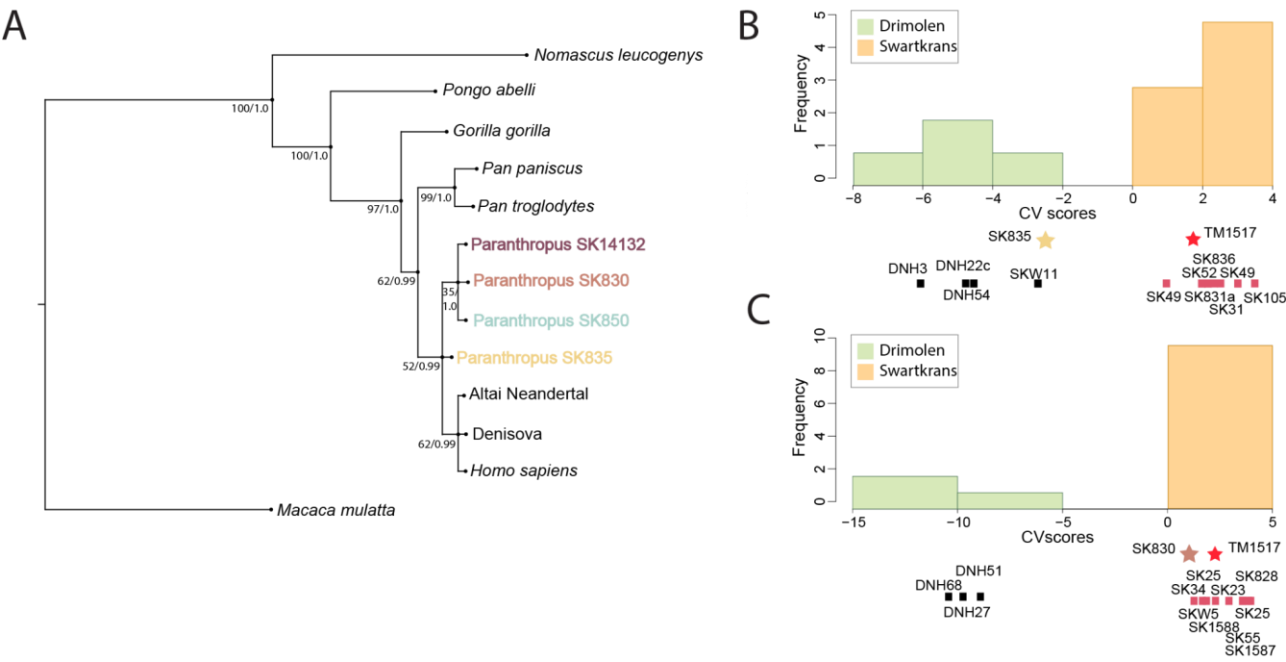 A
Nomascus leucogenys
100/1.0
Pongo abelli
100/1.0
Gorilla gorilla
97/1.0
Pan paniscus
99/1.0
Pan troglodytes
62/0.99
Paranthropus SK14132
Paranthropus SK830
35/
1.0
Paranthropus SK850
Paranthropus SK835
52/0.99
Altai Neandertal
Denisova
62/0.99
Homo sapiens
Macaca mulatta
B
Drimolen
Swartkrans
Frequency
5
4
3
2
1
0
−8 −6 −4 −2 0 2 4
CV scores
SK835 TM1517
DNH3 DNH22c SKW11 SK836
SK52 SK49
DNH54 SK49 SK831a SK105
SK31
C
Drimolen
Swartkrans
Frequency
10
8
6
4
2
0
−15 −10 −5 0 5
CVscores
SK830 TM1517
DNH51 SK25 SK828
DNH68 SK34 SK23
DNH27 SKW5 SK25
SK1588
SK55
SK1587